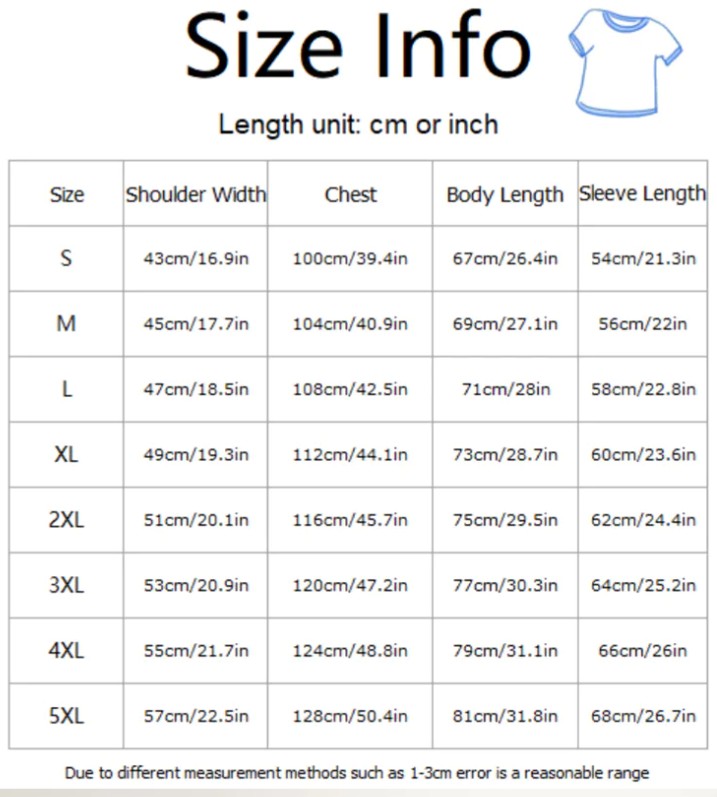 Size Info
Length unit: cm or inch
Size Shoulder Width Chest Body Length Sleeve Length
S 43cm/16.9in 100cm/39.4in 67cm/26.4in 54cm/21.3in
M 45cm/17.7in 104cm/40.9in 69cm/27.1in 56cm/22in
L 47cm/18.5in 108cm/42.5in 71cm/28in 58cm/22.8in
XL 49cm/19.3in 112cm/44.1in 73cm/28.7in 60cm/23.6in
2XL 51cm/20.1in 116cm/45.7in 75cm/29.5in 62cm/24.4in
3XL 53cm/20.9in 120cm/47.2in 77cm/30.3in 64cm/25.2in
4XL 55cm/21.7in 124cm/48.8in 79cm/31.1in 66cm/26in
5XL 57cm/22.5in 128cm/50.4in 81cm/31.8in 68cm/26.7in
Due to different measurement methods such as 1-3cm error is a reasonable range